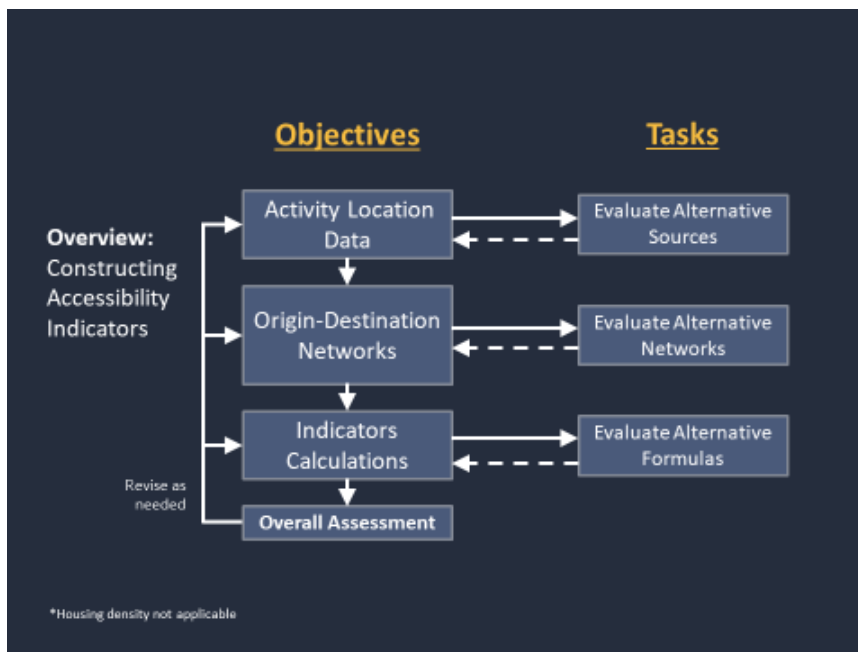 Objectives
Tasks
Overview:
Constructing
Accessibility
Indicators
Activity Location
Data
Evaluate Alternative
Sources
Origin-Destination
Networks
Evaluate Alternative
Networks
Indicators
Calculations
Evaluate Alternative
Formulas
Revise as
needed
Overall Assessment
*Housing density not applicable